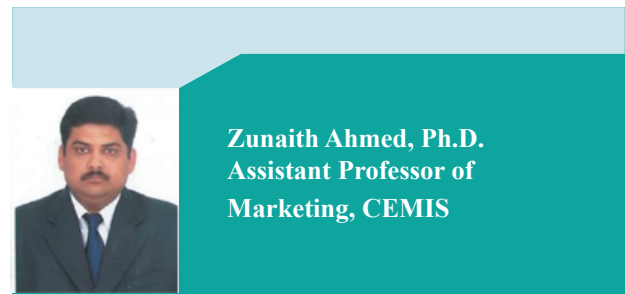 Zunaith Ahmed, Ph.D.
Assistant Professor of
Marketing, CEMIS